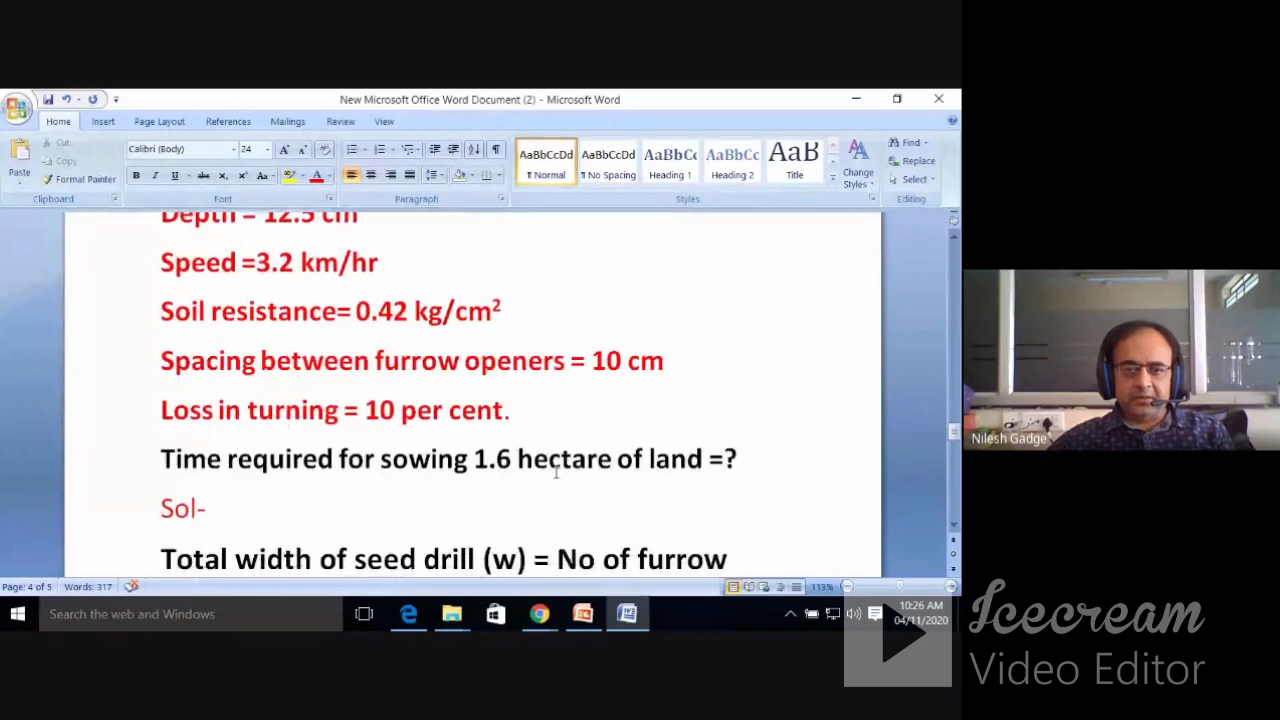 New Microsoft Office Word Document (2) - Microsoft Word
Home Insert Page Layout References Mailings Review View
Cut
Copy
Format Painter
Paste
Calibri (Body) 24
AaBbCcDd AaBbCcDd AaBbCc AaBbCc AaB
¶ Normal ¶ No Spacing Heading 1 Heading 2 Title
Change Styles
Find
Replace
Select
Clipboard Font Paragraph Styles Editing
Depth = 12.5 cm
Speed =3.2 km/hr
Soil resistance= 0.42 kg/cm²
Spacing between furrow openers = 10 cm
Loss in turning = 10 per cent.
Time required for sowing 1.6 hectare of land =?
Sol-
Total width of seed drill (w) = No of furrow
Page: 4 of 5 Words: 317 113%
Search the web and Windows
10:26 AM
04/11/2020
Nilesh Gadge
Icecream
Video Editor